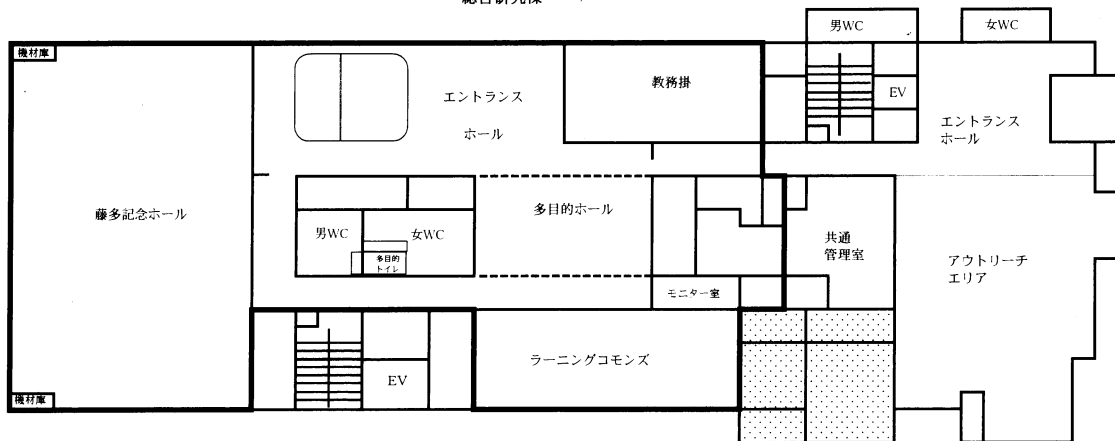 総合研究棟
男WC
女WC
機材庫
エントランス
ホール
教務掛
EV
エントランス
ホール
藤多記念ホール
多目的ホール
男WC
女WC
多目的
トイレ
共通
管理室
アウトリーチ
エリア
モニター室
ラーニングコモンズ
EV
機材庫